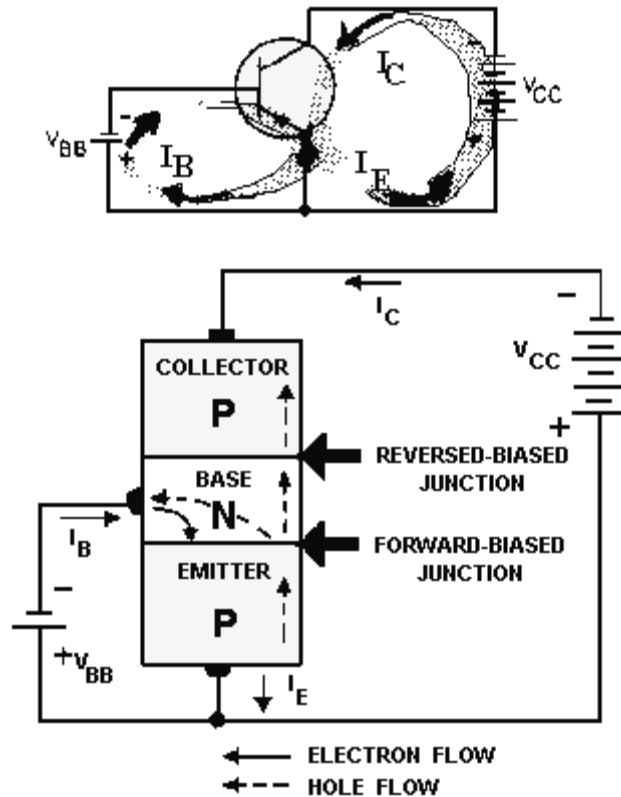 I_C
V_CC
V_BB
-
+
I_B
I_E
I_C
-
V_CC
+
COLLECTOR
P
REVERSED-BIASED
JUNCTION
BASE
N
I_B
FORWARD-BIASED
JUNCTION
EMITTER
P
-
+V_BB
I_E
ELECTRON FLOW
HOLE FLOW